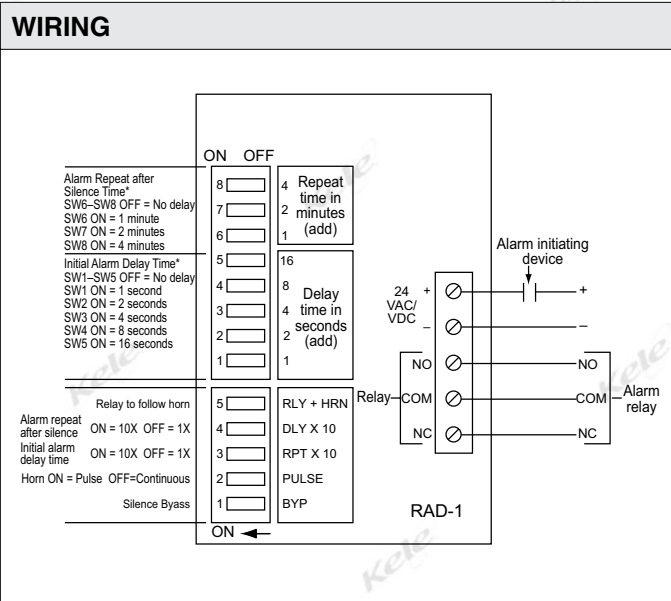 WIRING
ON OFF
Alarm Repeat after
Silence Time*
SW6–SW8 OFF = No delay
SW6 ON = 1 minute
SW7 ON = 2 minutes
SW8 ON = 4 minutes
8
7
6
4
2
1
Repeat
time in
minutes
(add)
Initial Alarm Delay Time*
SW1–SW5 OFF = No delay
SW1 ON = 1 second
SW2 ON = 2 seconds
SW3 ON = 4 seconds
SW4 ON = 8 seconds
SW5 ON = 16 seconds
5
4
3
2
1
16
8
4
2
1
Delay
time in
seconds
(add)
Relay to follow horn 5 RLY + HRN
Alarm repeat
after silence ON = 10X OFF = 1X 4 DLY X 10
Initial alarm
delay time ON = 10X OFF = 1X 3 RPT X 10
Horn ON = Pulse OFF=Continuous 2 PULSE
Silence Byass 1 BYP
ON
Alarm initiating
device
24
VAC/
VDC
+
–
+
–
Relay
NO
COM
NC
NO
COM
NC
Alarm
relay
RAD-1
Kele
Kele
Kele
Kele
Kele